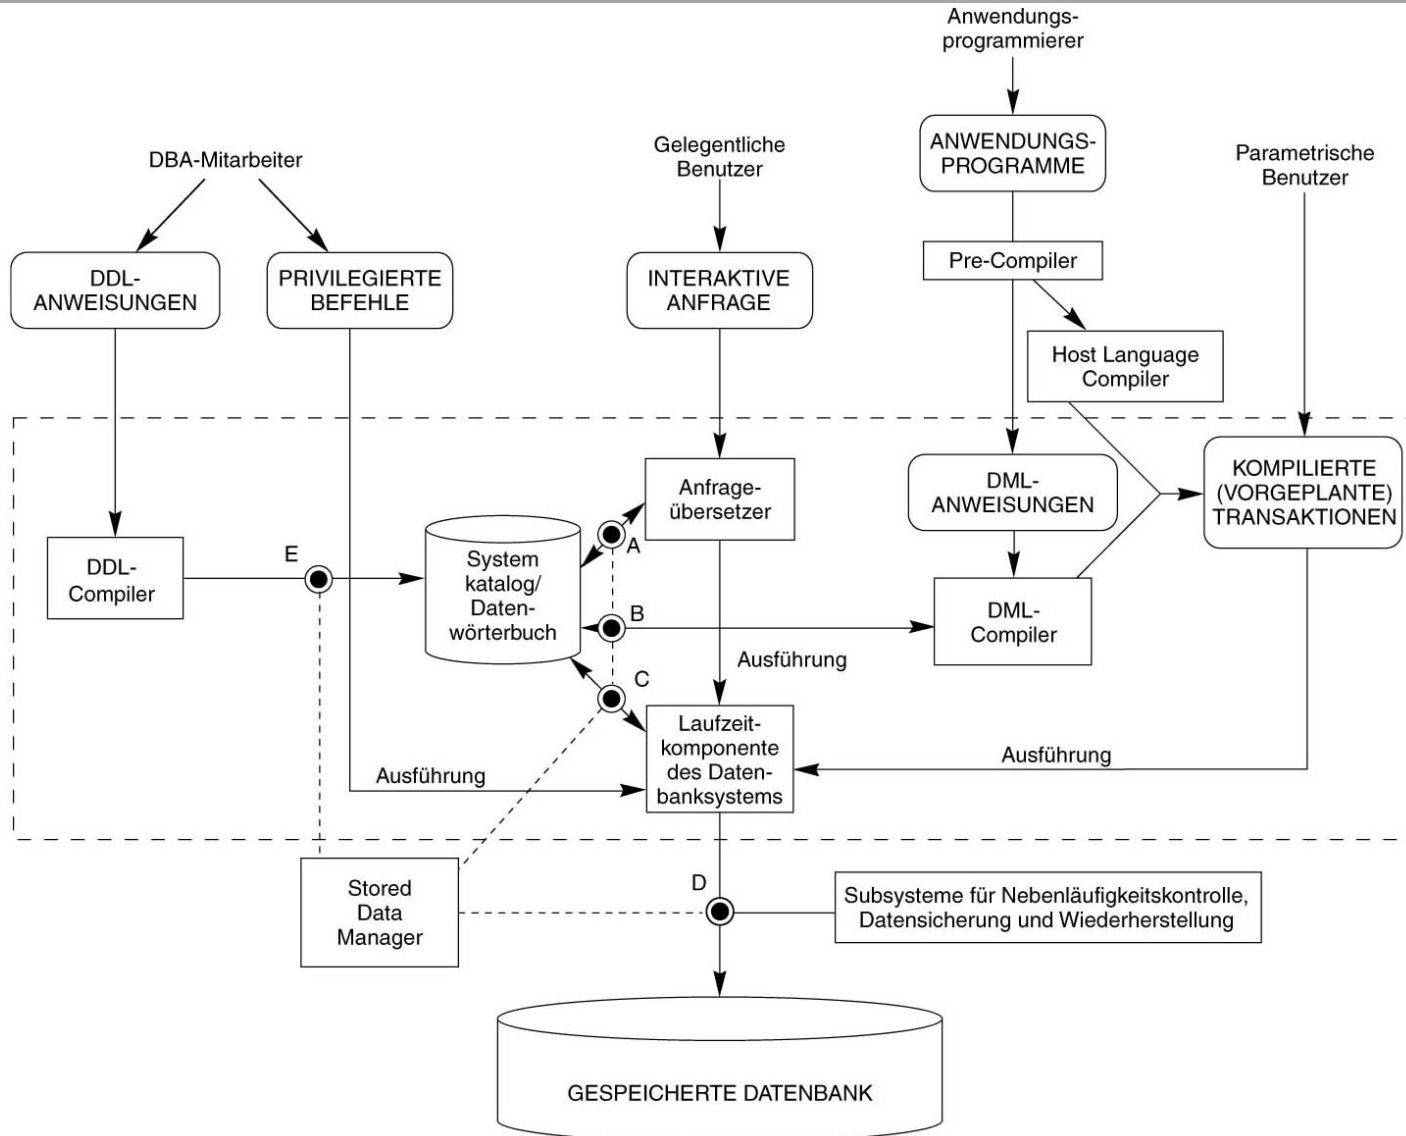 Anwendungs-
programmierer
DBA-Mitarbeiter
Gelegentliche
Benutzer
ANWENDUNGS-
PROGRAMME
Parametrische
Benutzer
DDL-
ANWEISUNGEN
PRIVILEGIERTE
BEFEHLE
INTERAKTIVE
ANFRAGE
Pre-Compiler
Host Language
Compiler
Anfrage-
übersetzer
DML-
ANWEISUNGEN
KOMPILIERTE
(VORGEPLANTE)
TRANSAKTIONEN
DDL-
Compiler
E
System
katalog/
Daten-
wörterbuch
A
B
C
DML-
Compiler
Ausführung
Laufzeit-
komponente
des Daten-
banksystems
Ausführung
Ausführung
Stored
Data
Manager
D
Subsysteme für Nebenläufigkeitskontrolle,
Datensicherung und Wiederherstellung
GESPEICHERTE DATENBANK